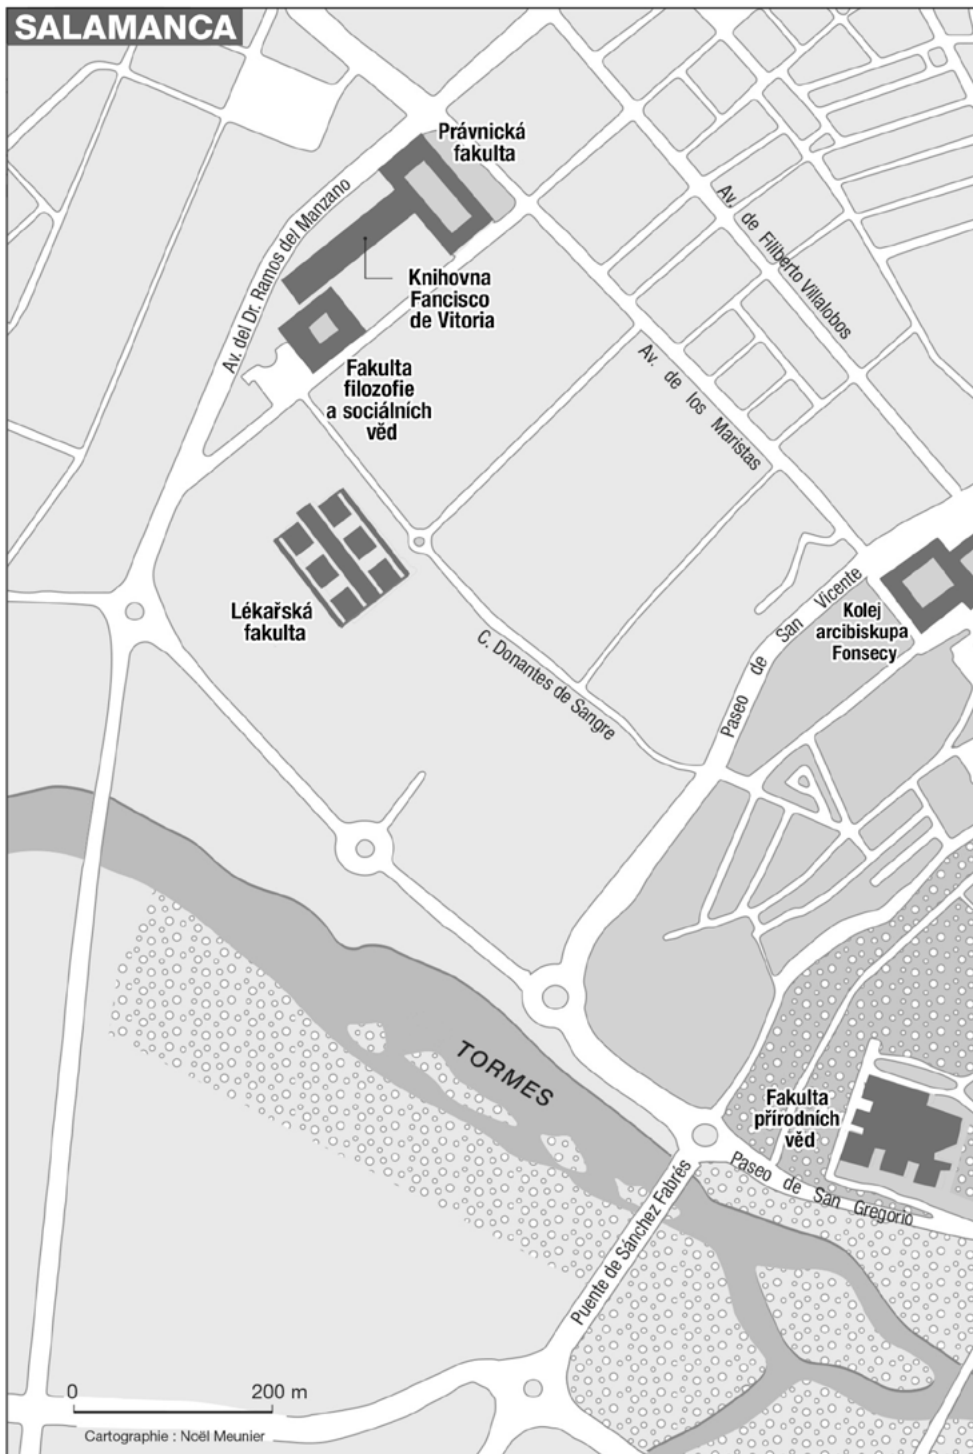 SALAMANCA
Právnická
fakulta
Av. del Dr. Ramos del Manzano
Av. de Filiberto Villalobos
Knihovna
Fancisco
de Vitoria
Fakulta
filozofie
a sociálních
věd
Av. de los Maristas
Lékařská
fakulta
C. Donantes de Sangre
Paseo de San Vicente
Kolej
arcibiskupa
Fonsecy
TORMES
Fakulta
přírodních
věd
Paseo de San Gregorio
Puente de Sánchez Fabrés
0 200 m
Cartographie : Noël Meunier